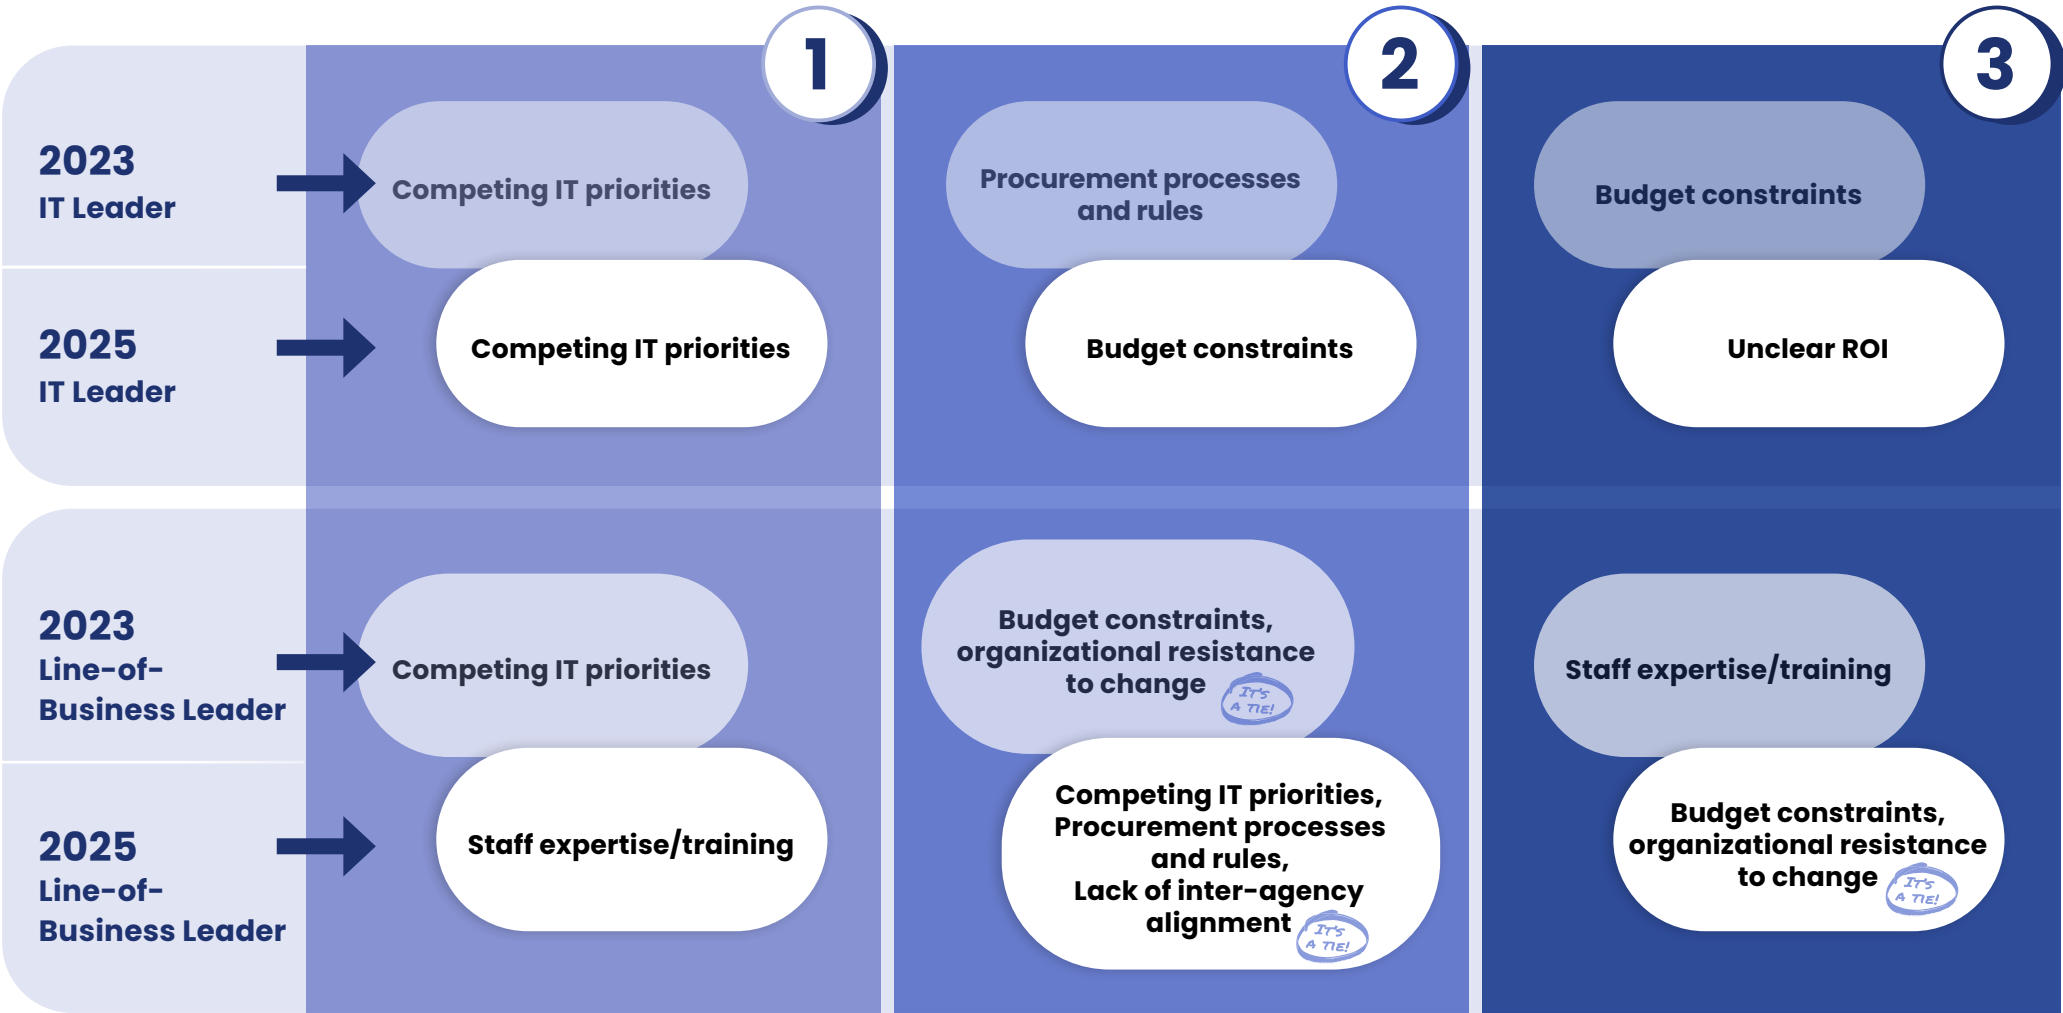 1
2
3
2023
IT Leader
Competing IT priorities
Procurement processes
and rules
Budget constraints
2025
IT Leader
Competing IT priorities
Budget constraints
Unclear ROI
2023
Line-of-
Business Leader
Competing IT priorities
Budget constraints,
organizational resistance
to change
IT'S
A TIE!
Staff expertise/training
2025
Line-of-
Business Leader
Staff expertise/training
Competing IT priorities,
Procurement processes
and rules,
Lack of inter-agency
alignment
IT'S
A TIE!
Budget constraints,
organizational resistance
to change
IT'S
A TIE!